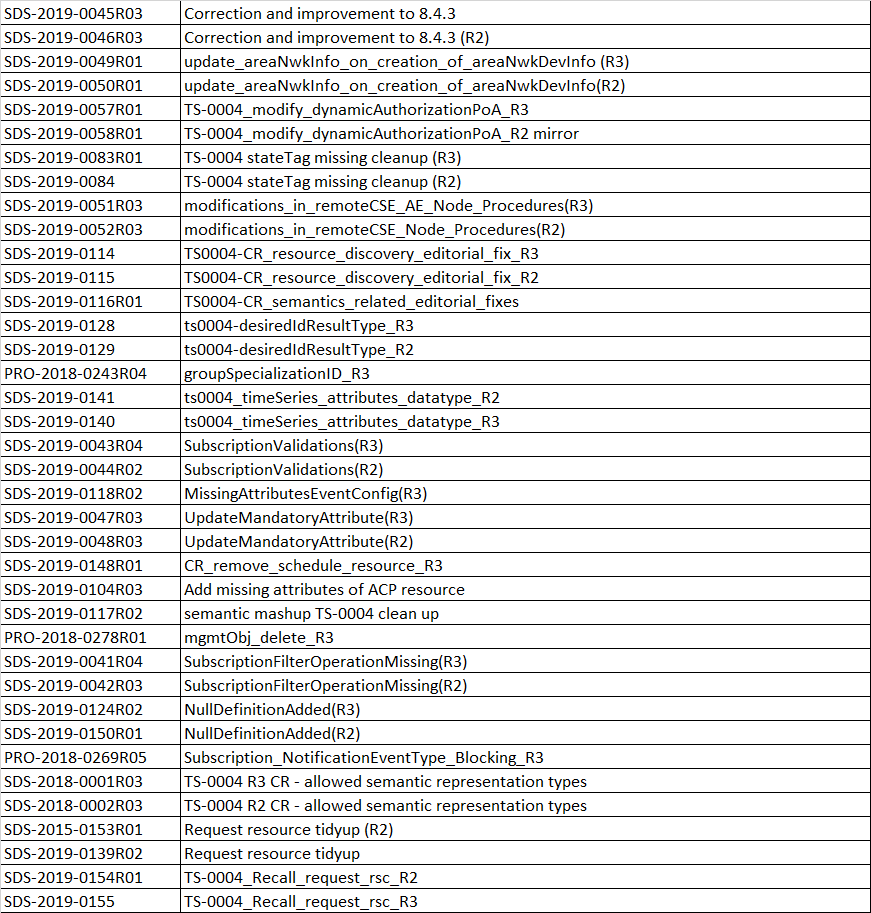 SDS-2019-0045R03 Correction and improvement to 8.4.3
SDS-2019-0046R03 Correction and improvement to 8.4.3 (R2)
SDS-2019-0049R01 update_areaNwkInfo_on_creation_of_areaNwkDevInfo (R3)
SDS-2019-0050R01 update_areaNwkInfo_on_creation_of_areaNwkDevInfo(R2)
SDS-2019-0057R01 TS-0004_modify_dynamicAuthorizationPoA_R3
SDS-2019-0058R01 TS-0004_modify_dynamicAuthorizationPoA_R2 mirror
SDS-2019-0083R01 TS-0004 stateTag missing cleanup (R3)
SDS-2019-0084 TS-0004 stateTag missing cleanup (R2)
SDS-2019-0051R03 modifications_in_remoteCSE_AE_Node_Procedures(R3)
SDS-2019-0052R03 modifications_in_remoteCSE_Node_Procedures(R2)
SDS-2019-0114 TS0004-CR_resource_discovery_editorial_fix_R3
SDS-2019-0115 TS0004-CR_resource_discovery_editorial_fix_R2
SDS-2019-0116R01 TS0004-CR_semantics_related_editorial_fixes
SDS-2019-0128 ts0004-desiredIdResultType_R3
SDS-2019-0129 ts0004-desiredIdResultType_R2
PRO-2018-0243R04 groupSpecializationID_R3
SDS-2019-0141 ts0004_timeSeries_attributes_datatype_R2
SDS-2019-0140 ts0004_timeSeries_attributes_datatype_R3
SDS-2019-0043R04 SubscriptionValidations(R3)
SDS-2019-0044R02 SubscriptionValidations(R2)
SDS-2019-0118R02 MissingAttributesEventConfig(R3)
SDS-2019-0047R03 UpdateMandatoryAttribute(R3)
SDS-2019-0048R03 UpdateMandatoryAttribute(R2)
SDS-2019-0148R01 CR_remove_schedule_resource_R3
SDS-2019-0104R03 Add missing attributes of ACP resource
SDS-2019-0117R02 semantic mashup TS-0004 clean up
PRO-2018-0278R01 mgmtObj_delete_R3
SDS-2019-0041R04 SubscriptionFilterOperationMissing(R3)
SDS-2019-0042R03 SubscriptionFilterOperationMissing(R2)
SDS-2019-0124R02 NullDefinitionAdded(R3)
SDS-2019-0150R01 NullDefinitionAdded(R2)
PRO-2018-0269R05 Subscription_NotificationEventType_Blocking_R3
SDS-2018-0001R03 TS-0004 R3 CR - allowed semantic representation types
SDS-2018-0002R03 TS-0004 R2 CR - allowed semantic representation types
SDS-2015-0153R01 Request resource tidyup (R2)
SDS-2019-0139R02 Request resource tidyup
SDS-2019-0154R01 TS-0004_Recall_request_rsc_R2
SDS-2019-0155 TS-0004_Recall_request_rsc_R3